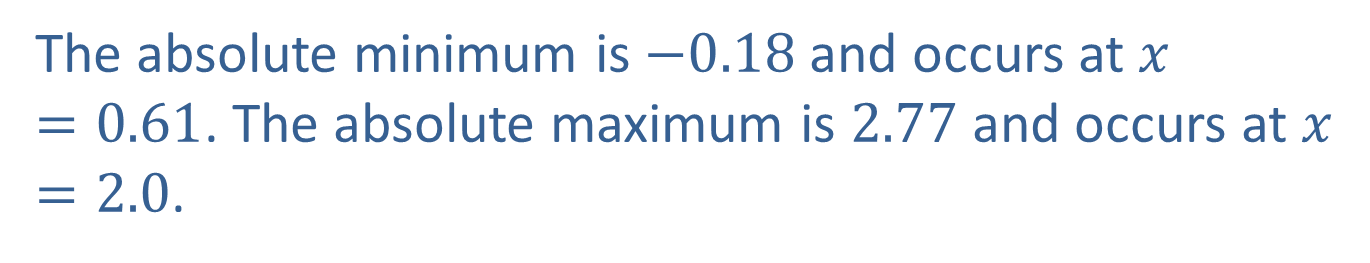 The absolute minimum is −0.18 and occurs at x
= 0.61. The absolute maximum is 2.77 and occurs at x
= 2.0.